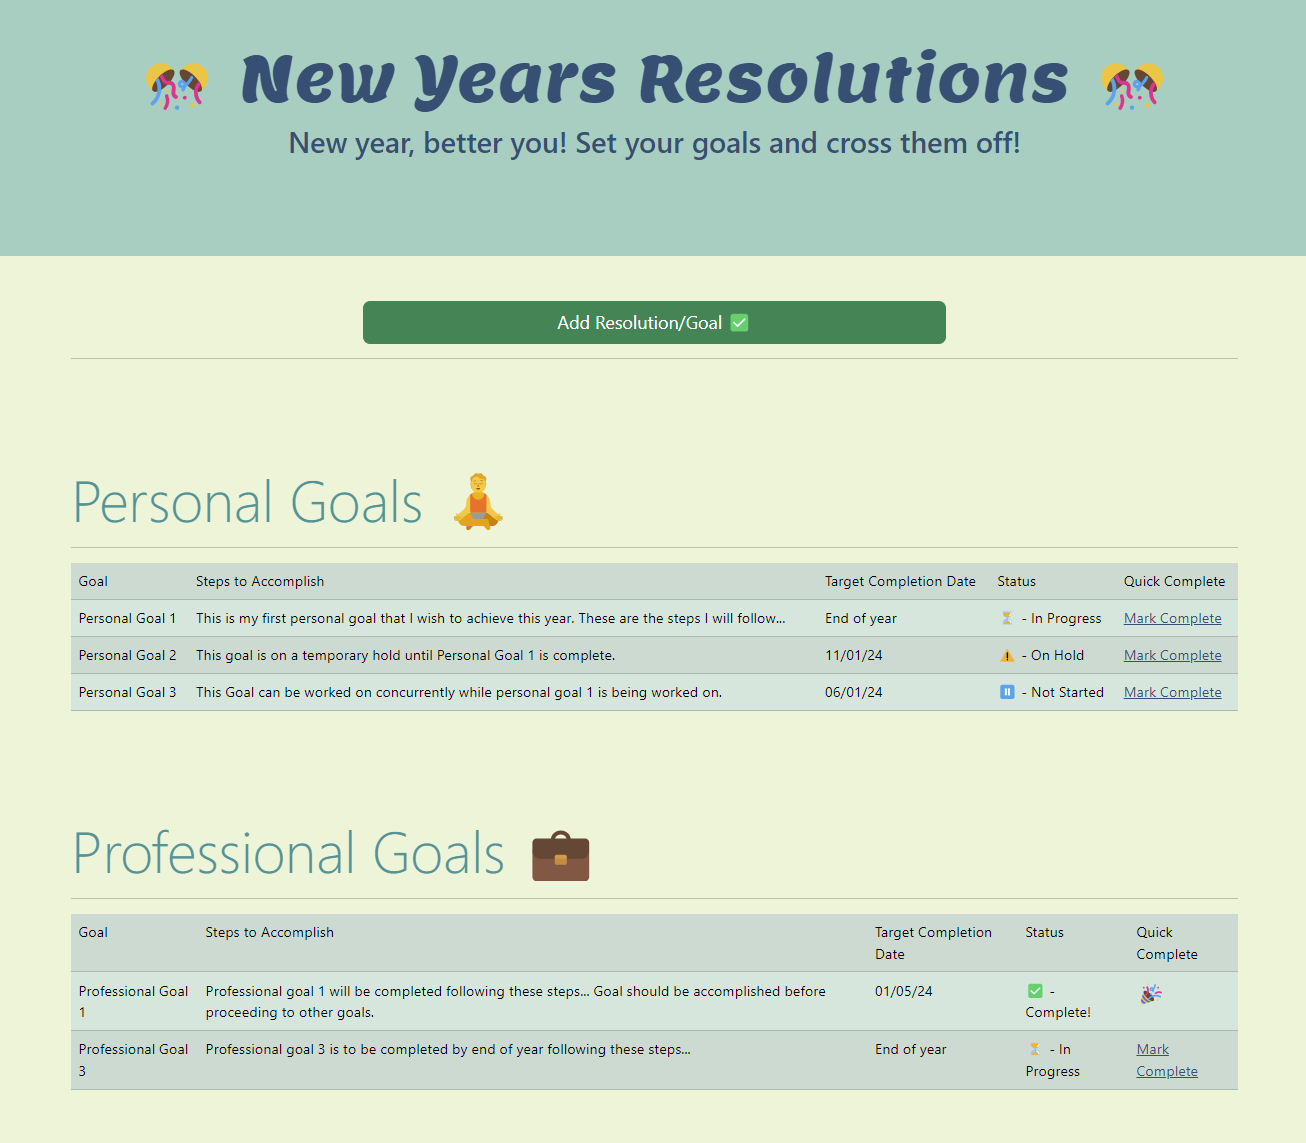 New Years Resolutions
New year, better you! Set your goals and cross them off!
Add Resolution/Goal ✅
Personal Goals
Goal Steps to Accomplish Target Completion Date Status Quick Complete
Personal Goal 1 This is my first personal goal that I wish to achieve this year. These are the steps I will follow... End of year ⏳ - In Progress Mark Complete
Personal Goal 2 This goal is on a temporary hold until Personal Goal 1 is complete. 11/01/24 ⚠️ - On Hold Mark Complete
Personal Goal 3 This Goal can be worked on concurrently while personal goal 1 is being worked on. 06/01/24 ⏸️ - Not Started Mark Complete
Professional Goals
Goal Steps to Accomplish Target Completion Status Quick
Date Complete
Professional Goal Professional goal 1 will be completed following these steps... Goal should be accomplished before 01/05/24 ✅ - 🎉
1 proceeding to other goals. Complete!
Professional Goal Professional goal 3 is to be completed by end of year following these steps... End of year ⏳ - In Mark
3 Progress Complete